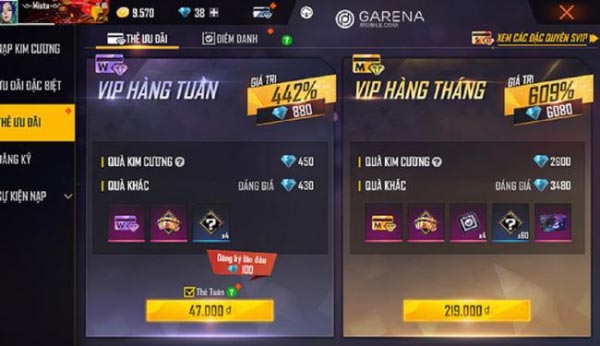 Mista
9.570
38
GARENA
MOBILE.COM
NẠP KIM CƯƠNG
ƯU ĐÃI ĐẶC BIỆT
THẺ ƯU ĐÃI
ĐĂNG KÝ
SỰ KIỆN NẠP
THẺ ƯU ĐÃI
ĐIỂM DANH
?
XEM CÁC ĐẶC QUYỀN SVIP
W
VIP HÀNG TUẦN
GIÁ TRỊ
442%
880
QUÀ KIM CƯƠNG ?
450
QUÀ KHÁC
ĐÁNG GIÁ
430
W
?
x4
Đăng ký lần đầu
100
Thẻ Tuần ?
47.000 đ
M
VIP HÀNG THÁNG
GIÁ TRỊ
609%
6080
QUÀ KIM CƯƠNG ?
2600
QUÀ KHÁC
ĐÁNG GIÁ
3480
M
?
x60
219.000 đ